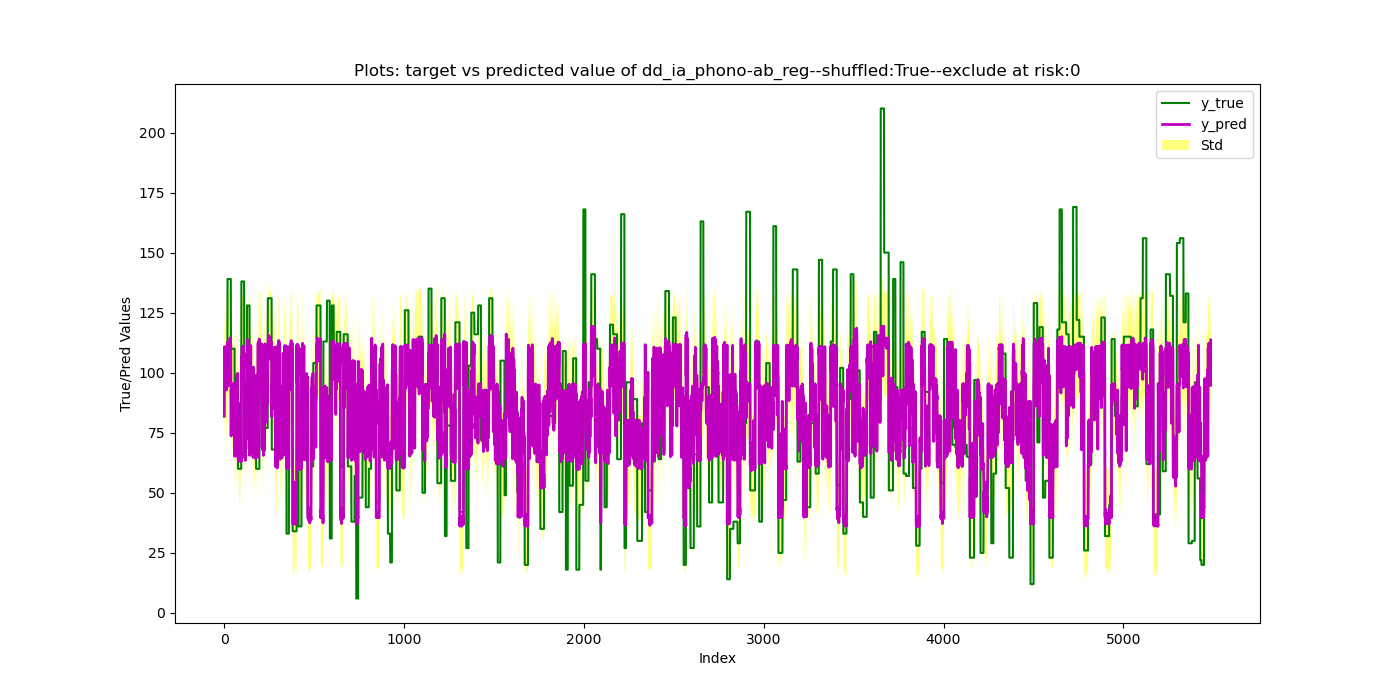 Plots: target vs predicted value of dd_ia_phono-ab_reg--shuffled:True--exclude at risk:0
y_true
y_pred
Std
True/Pred Values
200
175
150
125
100
75
50
25
0
0 1000 2000 3000 4000 5000
Index